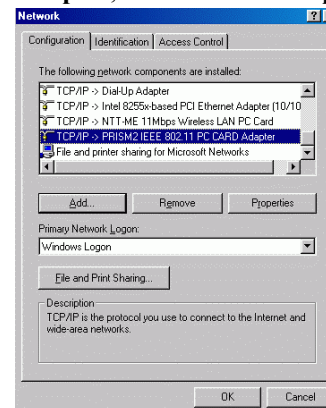 Network
?
Configuration Identification Access Control
The following network components are installed:
TCP/IP -> Dial-Up Adapter
TCP/IP -> Intel 8255x-based PCI Ethernet Adapter (10/10
TCP/IP -> NTT-ME 11Mbps Wireless LAN PC Card
TCP/IP -> PRISM2 IEEE 802.11 PC CARD Adapter
File and printer sharing for Microsoft Networks
Add... Remove Properties
Primary Network Logon:
Windows Logon
File and Print Sharing...
Description
TCP/IP is the protocol you use to connect to the Internet and
wide-area networks.
OK Cancel